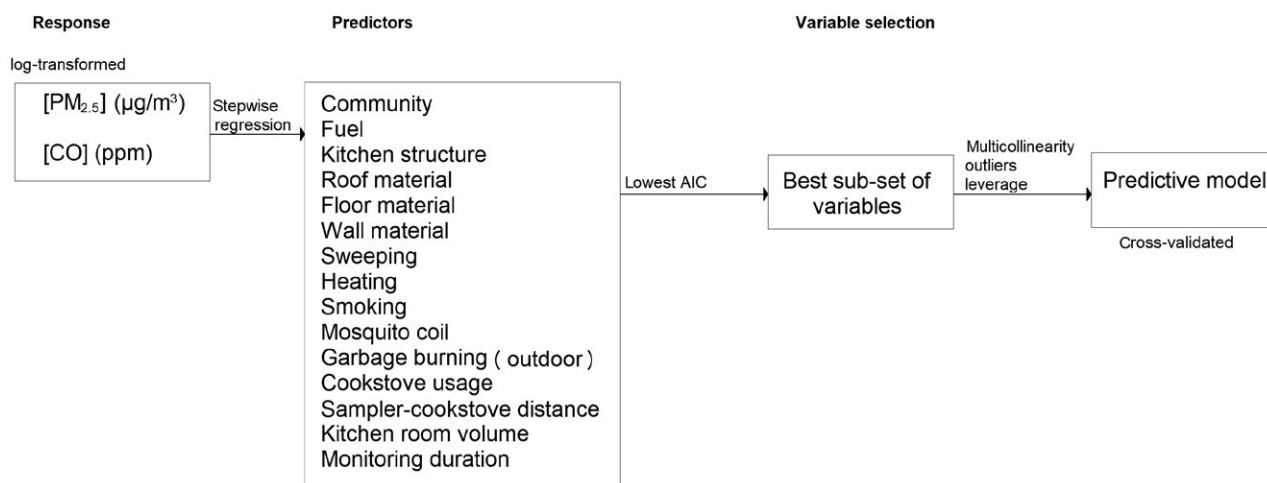 Response
Predictors
Variable selection
log-transformed
[PM2.5] (µg/m³)
[CO] (ppm)
Stepwise
regression
Community
Fuel
Kitchen structure
Roof material
Floor material
Wall material
Sweeping
Heating
Smoking
Mosquito coil
Garbage burning ( outdoor )
Cookstove usage
Sampler-cookstove distance
Kitchen room volume
Monitoring duration
Lowest AIC
Best sub-set of
variables
Multicollinearity
outliers
leverage
Predictive model
Cross-validated